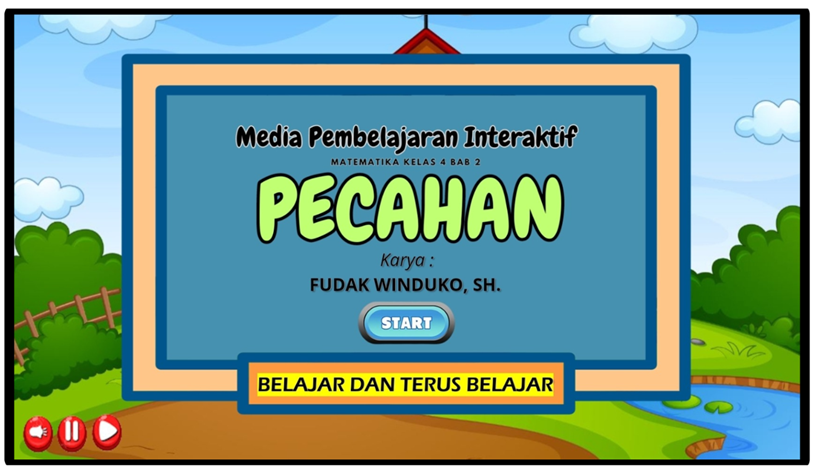 Media Pembelajaran Interaktif
MATEMATIKA KELAS 4 BAB 2
PECAHAN
Karya :
FUDAK WINDUKO, SH.
START
BELAJAR DAN TERUS BELAJAR